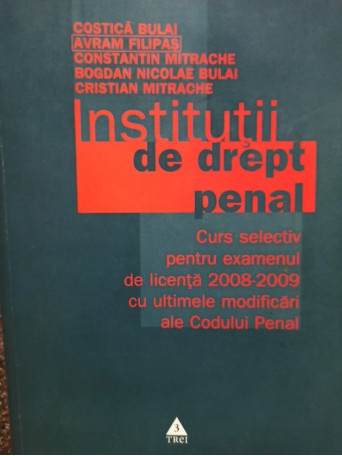 COSTICĂ BULAI
AVRAM FILIPAȘ
CONSTANTIN MITRACHE
BOGDAN NICOLAE BULAI
CRISTIAN MITRACHE
Instituții
de drept
penal
Curs selectiv
pentru examenul
de licență 2008-2009
cu ultimele modificări
ale Codului Penal
3
TREI